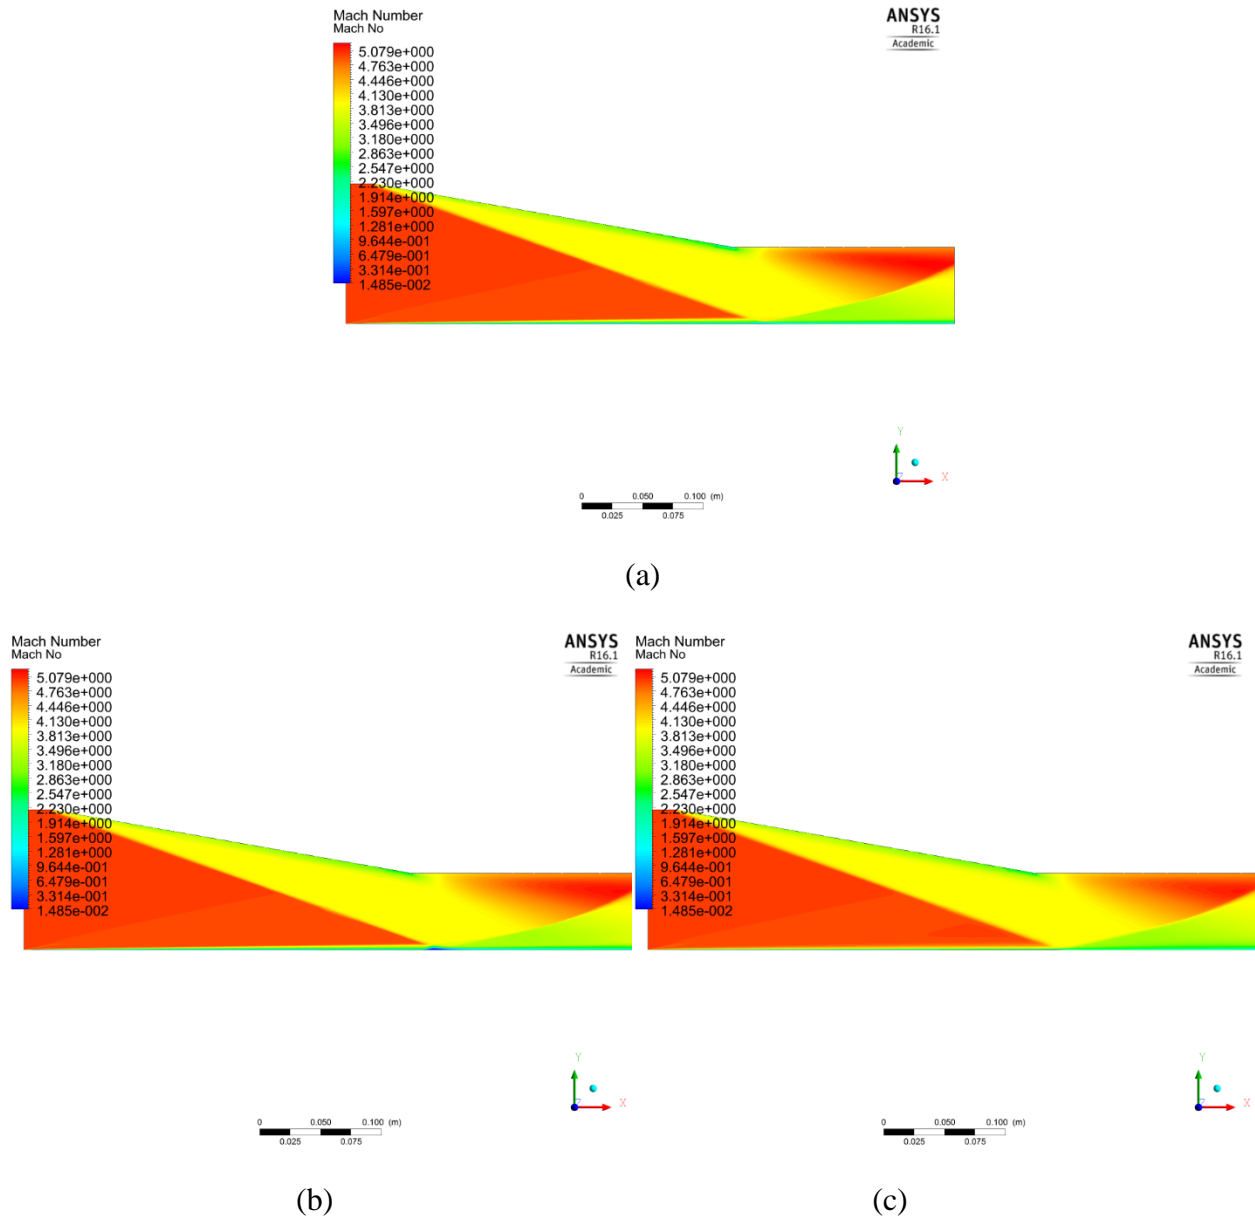 Mach Number
Mach No
5.079e+000
4.763e+000
4.446e+000
4.130e+000
3.813e+000
3.496e+000
3.180e+000
2.863e+000
2.547e+000
2.230e+000
1.914e+000
1.597e+000
1.281e+000
9.644e-001
6.479e-001
3.314e-001
1.485e-002
ANSYS
R16.1
Academic
Y
Z
X
0 0.050 0.100 (m)
0.025 0.075
(a)
Mach Number
Mach No
5.079e+000
4.763e+000
4.446e+000
4.130e+000
3.813e+000
3.496e+000
3.180e+000
2.863e+000
2.547e+000
2.230e+000
1.914e+000
1.597e+000
1.281e+000
9.644e-001
6.479e-001
3.314e-001
1.485e-002
ANSYS
R16.1
Academic
Y
Z
X
0 0.050 0.100 (m)
0.025 0.075
(b)
Mach Number
Mach No
5.079e+000
4.763e+000
4.446e+000
4.130e+000
3.813e+000
3.496e+000
3.180e+000
2.863e+000
2.547e+000
2.230e+000
1.914e+000
1.597e+000
1.281e+000
9.644e-001
6.479e-001
3.314e-001
1.485e-002
ANSYS
R16.1
Academic
Y
Z
X
0 0.050 0.100 (m)
0.025 0.075
(c)